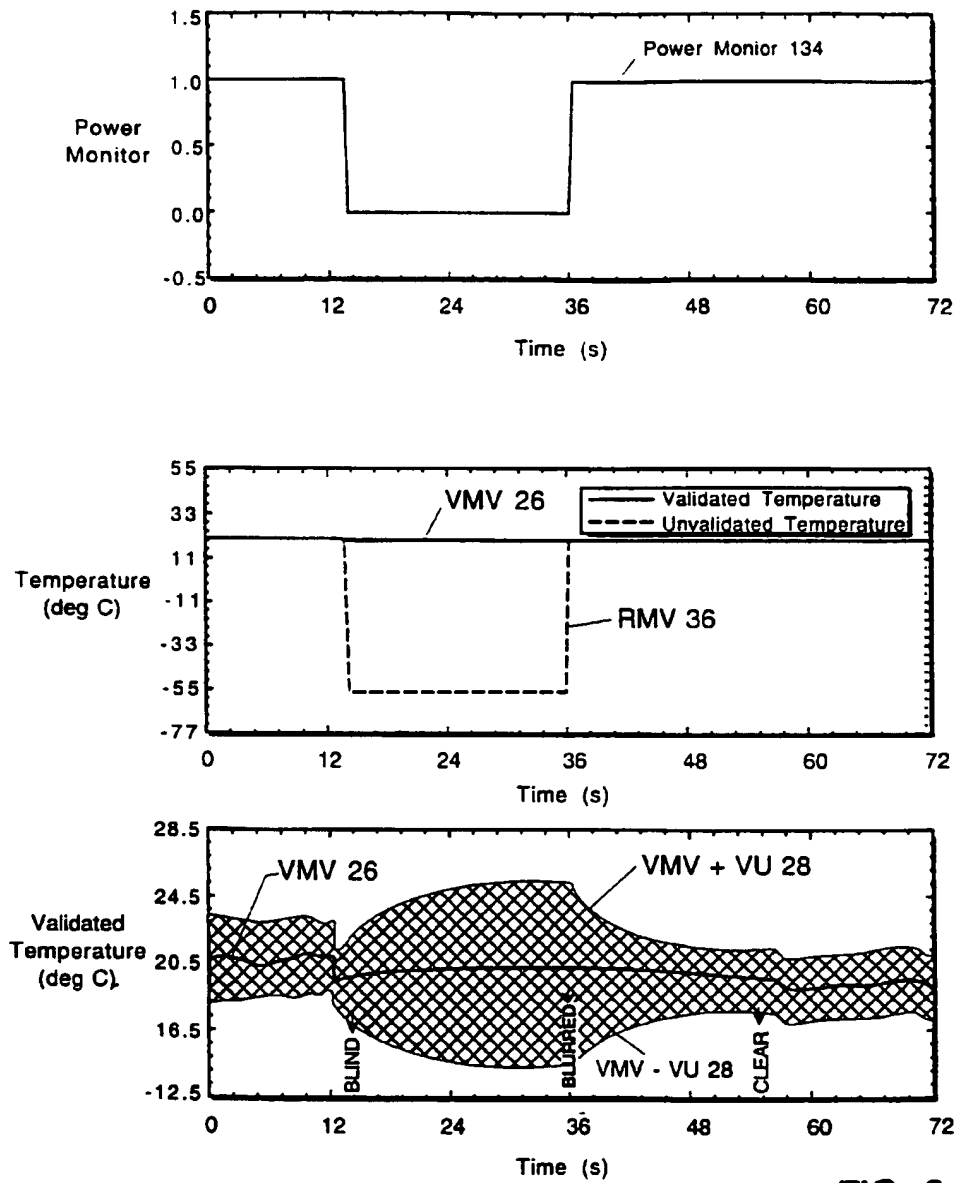 1.5
Power Monior 134
1.0
Power
Monitor
0.5
0.0
-0.5
0 12 24 36 48 60 72
Time (s)
55
33
VMV 26
Validated Temperature
Unvalidated Temperature
11
Temperature
(deg C)
-11
RMV 36
-33
-55
-77
0 12 24 36 48 60 72
Time (s)
28.5
VMV 26
VMV + VU 28
24.5
Validated
Temperature
(deg C).
20.5
16.5
BLIND
BLURRED
CLEAR
VMV - VU 28
-12.5
0 12 24 36 48 60 72
Time (s)